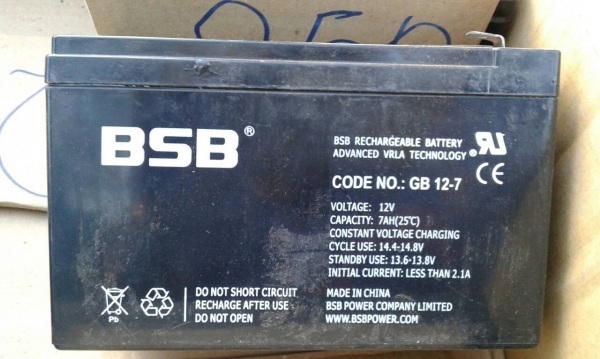 BSB®
BSB RECHARGEABLE BATTERY
ADVANCED VRLA TECHNOLOGY
CODE NO.: GB 12-7
VOLTAGE: 12V
CAPACITY: 7AH(25℃)
CONSTANT VOLTAGE CHARGING
CYCLE USE: 14.4-14.8V
STANDBY USE: 13.6-13.8V
INITIAL CURRENT: LESS THAN 2.1A
MADE IN CHINA
BSB POWER COMPANY LIMITED
WWW.BSBPOWER.COM
RU®
CE
Pb
DO NOT SHORT CIRCUIT
RECHARGE AFTER USE
DO NOT OPEN